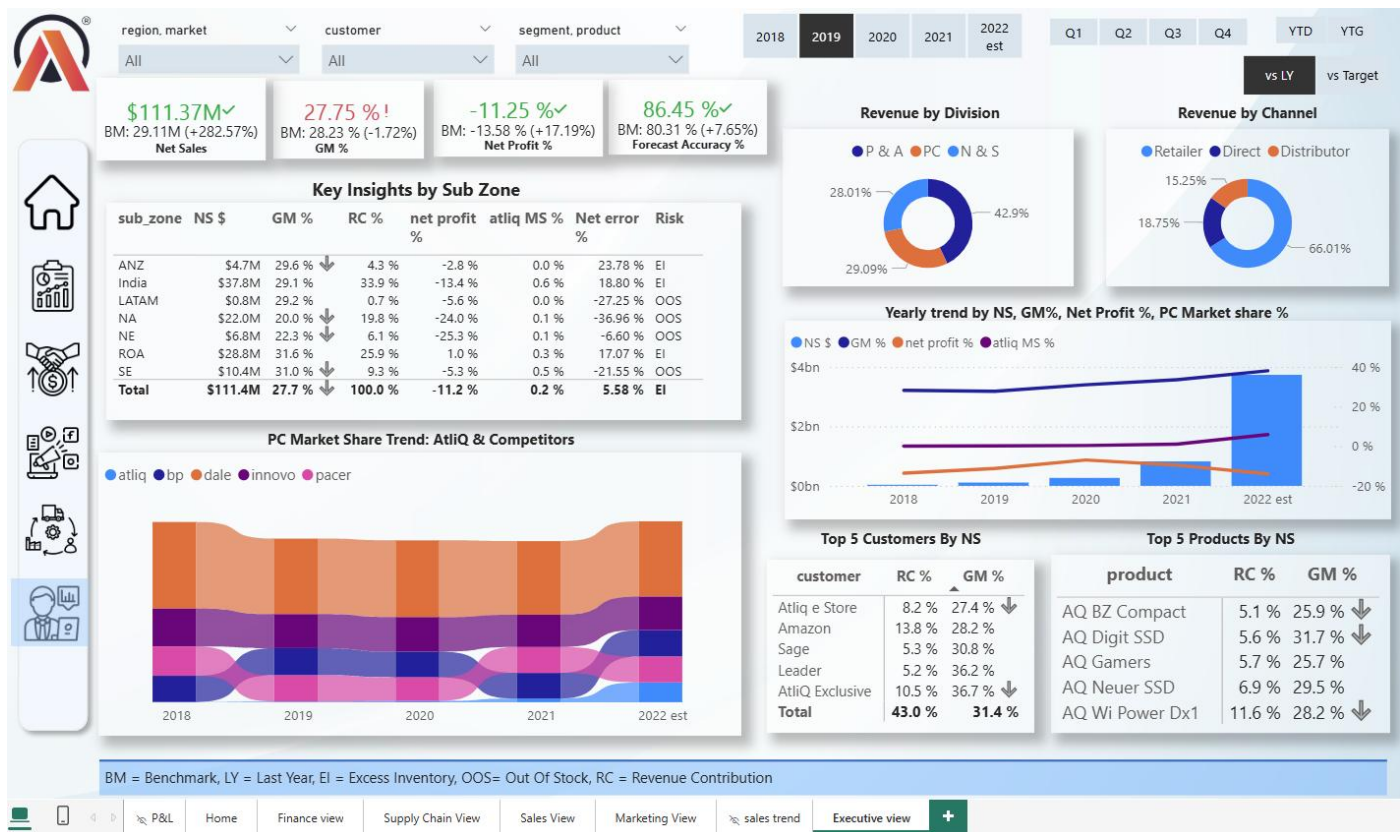 ®
region, market
customer
segment, product
All
All
All
2018 2019 2020 2021 2022 est
Q1 Q2 Q3 Q4
YTD YTG
vs LY vs Target
$111.37M
BM: 29.11M (+282.57%)
Net Sales
27.75 % !
BM: 28.23 % (-1.72%)
GM %
-11.25 %
BM: -13.58 % (+17.19%)
Net Profit %
86.45 %
BM: 80.31 % (+7.65%)
Forecast Accuracy %
Revenue by Division
P & A PC N & S
28.01%
42.9%
29.09%
Revenue by Channel
Retailer Direct Distributor
15.25%
18.75%
66.01%
Key Insights by Sub Zone
sub_zone NS $ GM % RC % net profit % atliq MS % Net error % Risk
ANZ $4.7M 29.6 % 4.3 % -2.8 % 0.0 % 23.78 % EI
India $37.8M 29.1 % 33.9 % -13.4 % 0.6 % 18.80 % EI
LATAM $0.8M 29.2 % 0.7 % -5.6 % 0.0 % -27.25 % OOS
NA $22.0M 20.0 % 19.8 % -24.0 % 0.1 % -36.96 % OOS
NE $6.8M 22.3 % 6.1 % -25.3 % 0.1 % -6.60 % OOS
ROA $28.8M 31.6 % 25.9 % 1.0 % 0.3 % 17.07 % EI
SE $10.4M 31.0 % 9.3 % -5.3 % 0.5 % -21.55 % OOS
Total $111.4M 27.7 % 100.0 % -11.2 % 0.2 % 5.58 % EI
Yearly trend by NS, GM%, Net Profit %, PC Market share %
NS $ GM % net profit % atliq MS %
$4bn
$2bn
$0bn
40 %
20 %
0 %
-20 %
2018 2019 2020 2021 2022 est
PC Market Share Trend: AtliQ & Competitors
atliq bp dale innovo pacer
2018 2019 2020 2021 2022 est
Top 5 Customers By NS
customer RC % GM %
Atliq e Store 8.2 % 27.4 %
Amazon 13.8 % 28.2 %
Sage 5.3 % 30.8 %
Leader 5.2 % 36.2 %
AtliQ Exclusive 10.5 % 36.7 %
Total 43.0 % 31.4 %
Top 5 Products By NS
product RC % GM %
AQ BZ Compact 5.1 % 25.9 %
AQ Digit SSD 5.6 % 31.7 %
AQ Gamers 5.7 % 25.7 %
AQ Neuer SSD 6.9 % 29.5 %
AQ Wi Power Dx1 11.6 % 28.2 %
BM = Benchmark, LY = Last Year, EI = Excess Inventory, OOS= Out Of Stock, RC = Revenue Contribution
P&L Home Finance view Supply Chain View Sales View Marketing View sales trend Executive view +